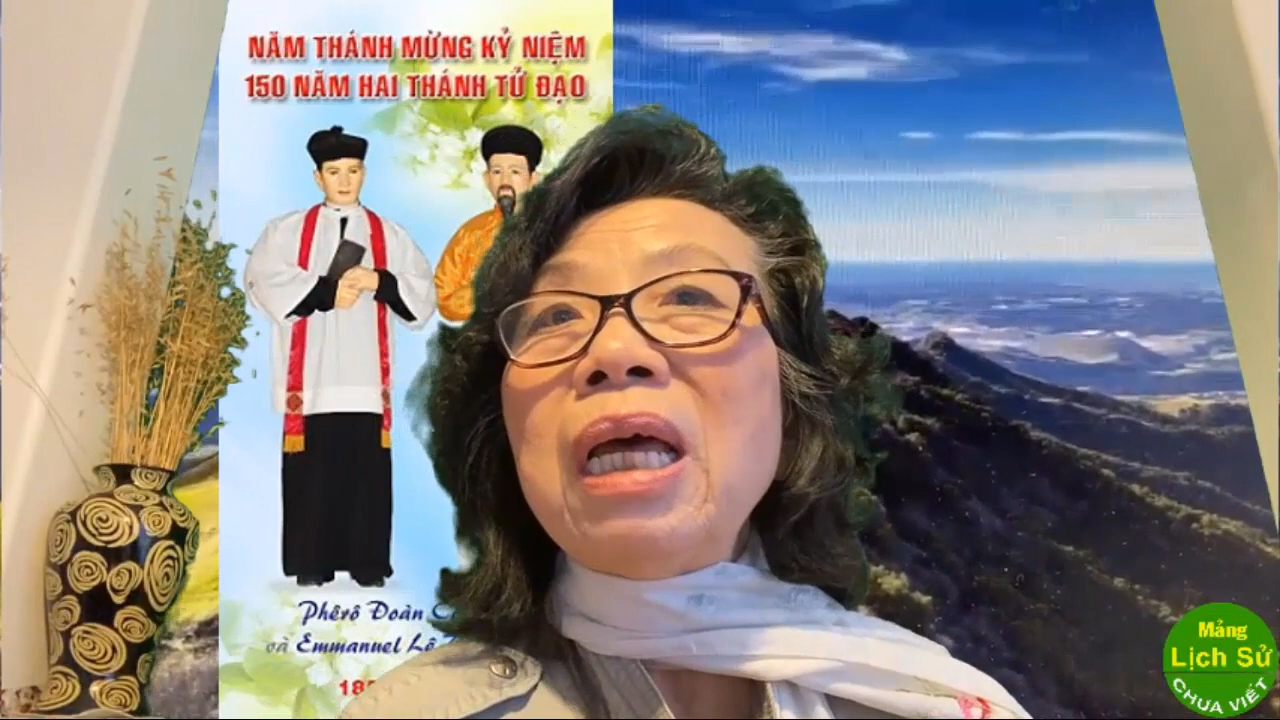 NĂM THÁNH MỪNG KỶ NIỆM
150 NĂM HAI THÁNH TỬ ĐẠO
Phêrô Đoàn
và Emmanuel Lê
Mảng
Lịch Sử
CHƯA VIẾT